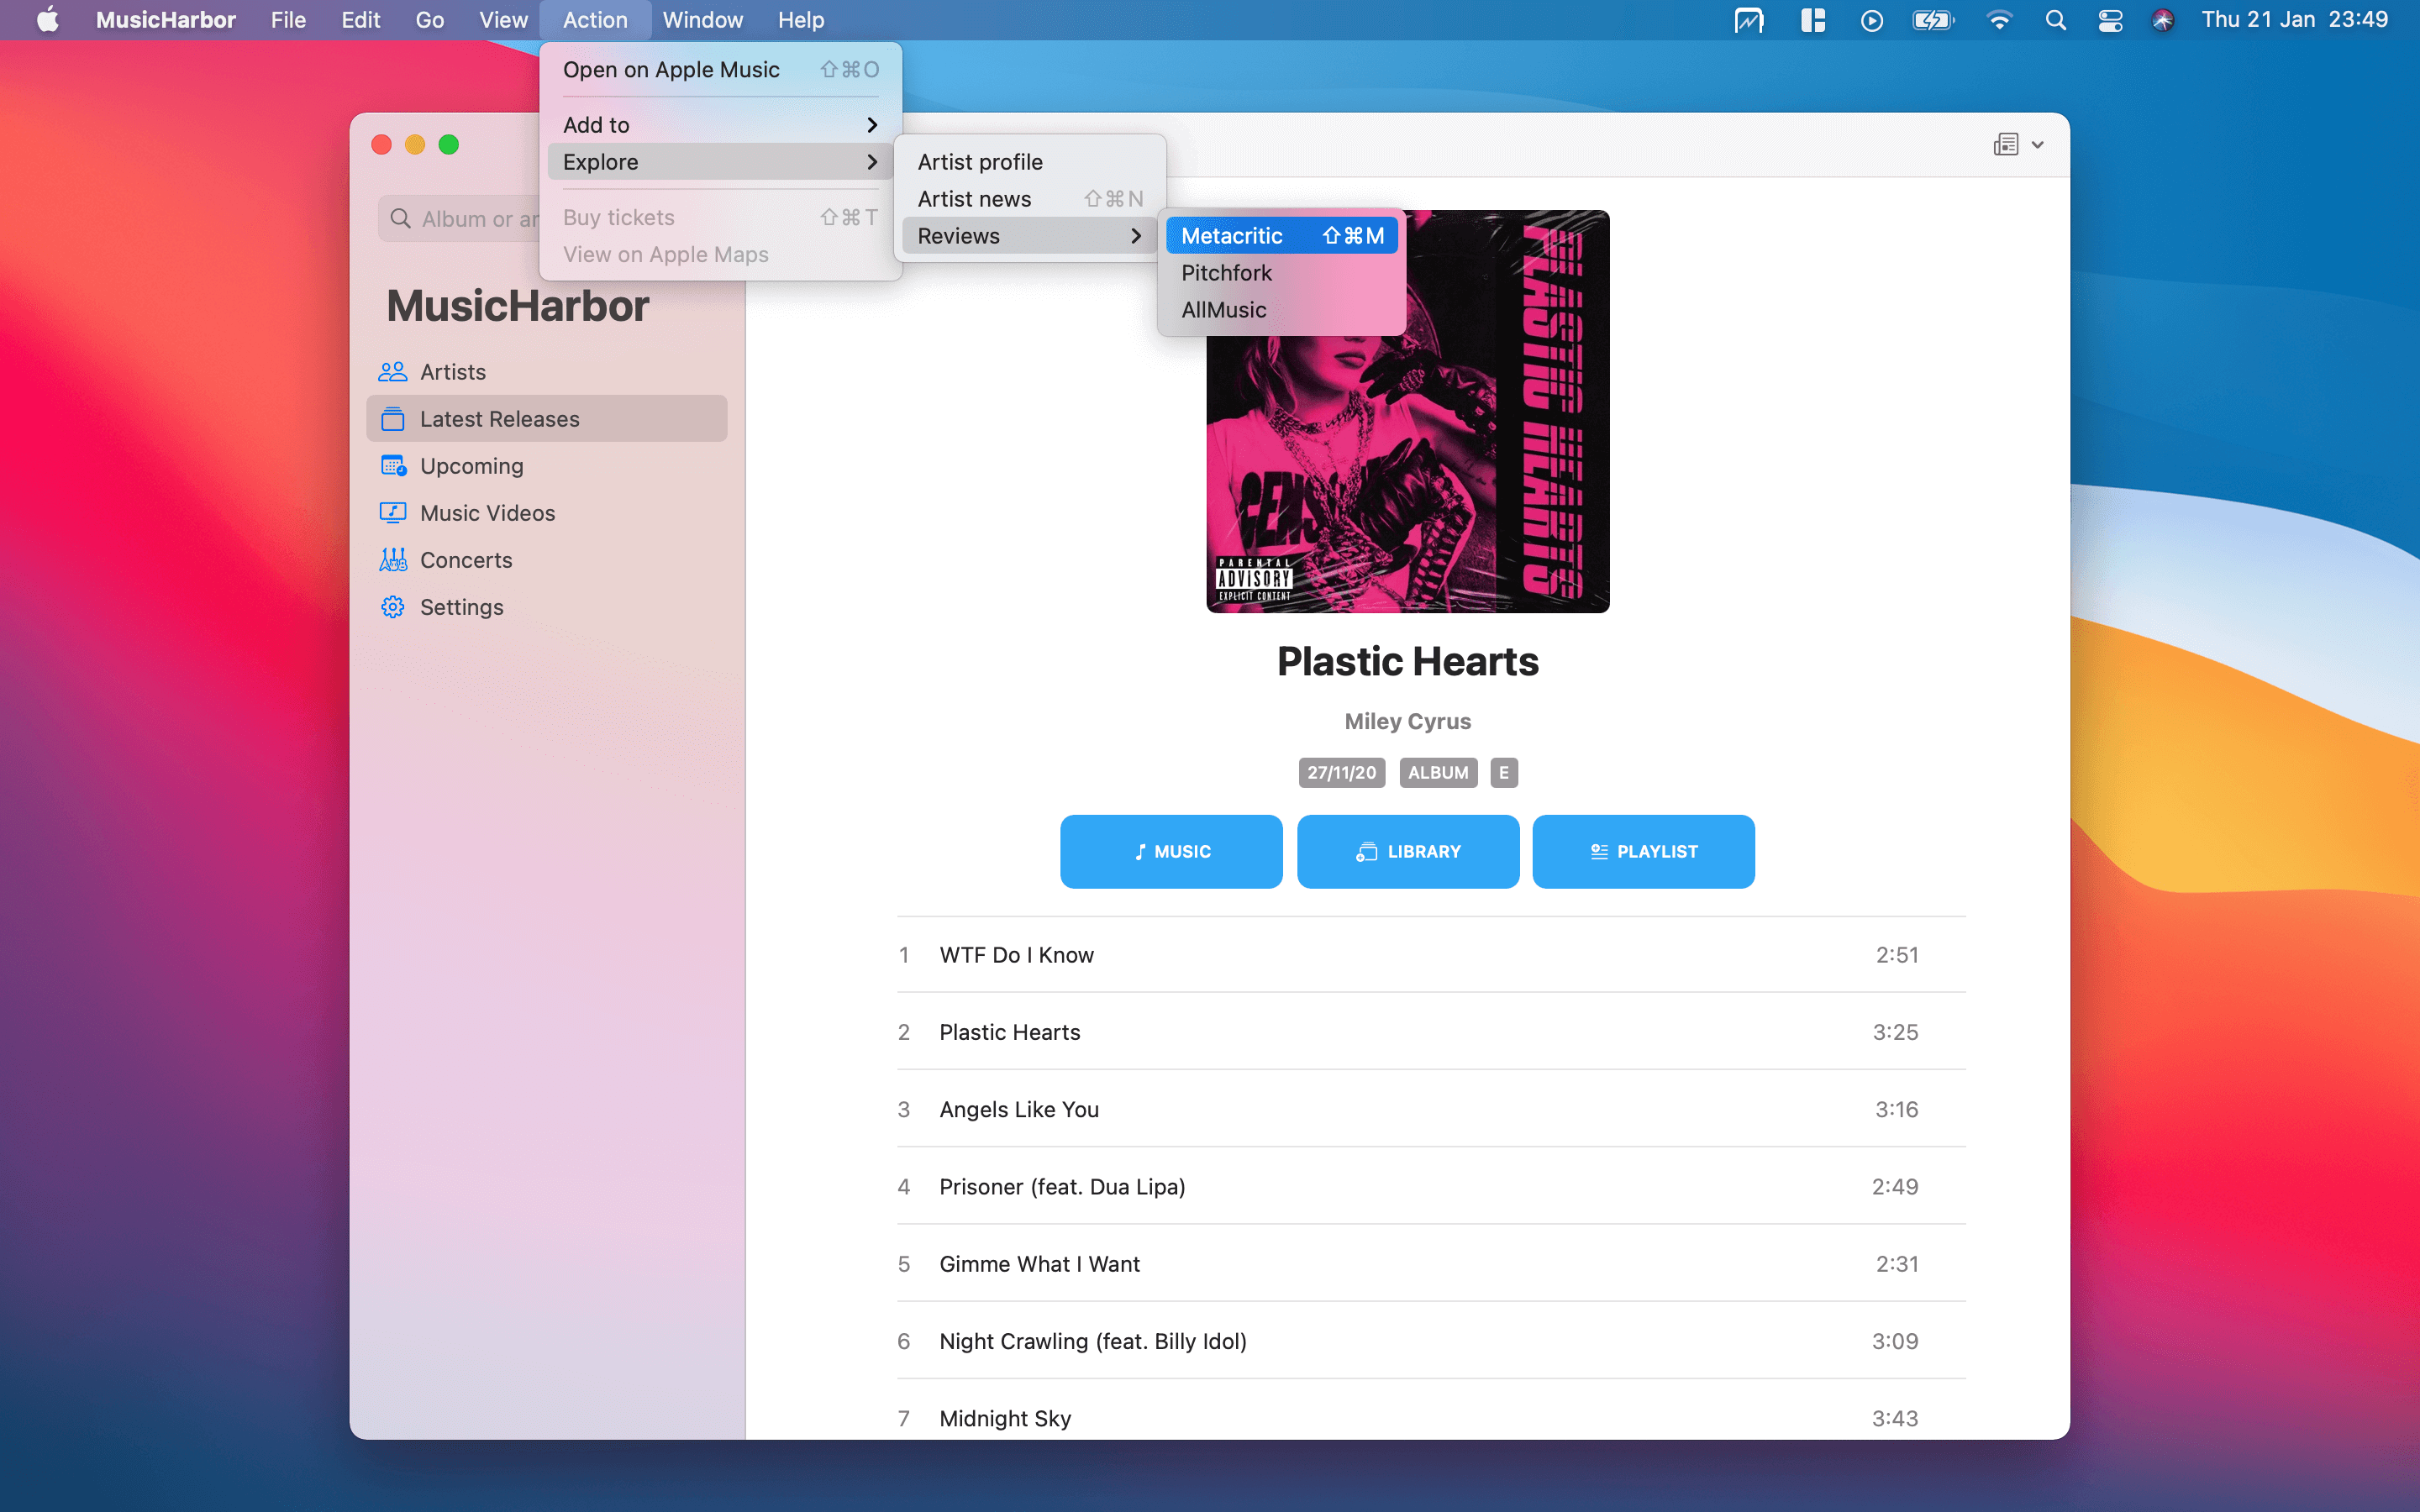 MusicHarbor File Edit Go View Action Window Help Thu 21 Jan 23:49
Open on Apple Music ⇧⌘O
Add to
Explore
Buy tickets ⇧⌘T
View on Apple Maps
Artist profile
Artist news ⇧⌘N
Reviews
Metacritic ⇧⌘M
Pitchfork
AllMusic
Album or ar
MusicHarbor
Artists
Latest Releases
Upcoming
Music Videos
Concerts
Settings
PLASTIC HEARTS
PARENTAL
ADVISORY
EXPLICIT CONTENT
Plastic Hearts
Miley Cyrus
27/11/20 ALBUM E
MUSIC LIBRARY PLAYLIST
1 WTF Do I Know 2:51
2 Plastic Hearts 3:25
3 Angels Like You 3:16
4 Prisoner (feat. Dua Lipa) 2:49
5 Gimme What I Want 2:31
6 Night Crawling (feat. Billy Idol) 3:09
7 Midnight Sky 3:43